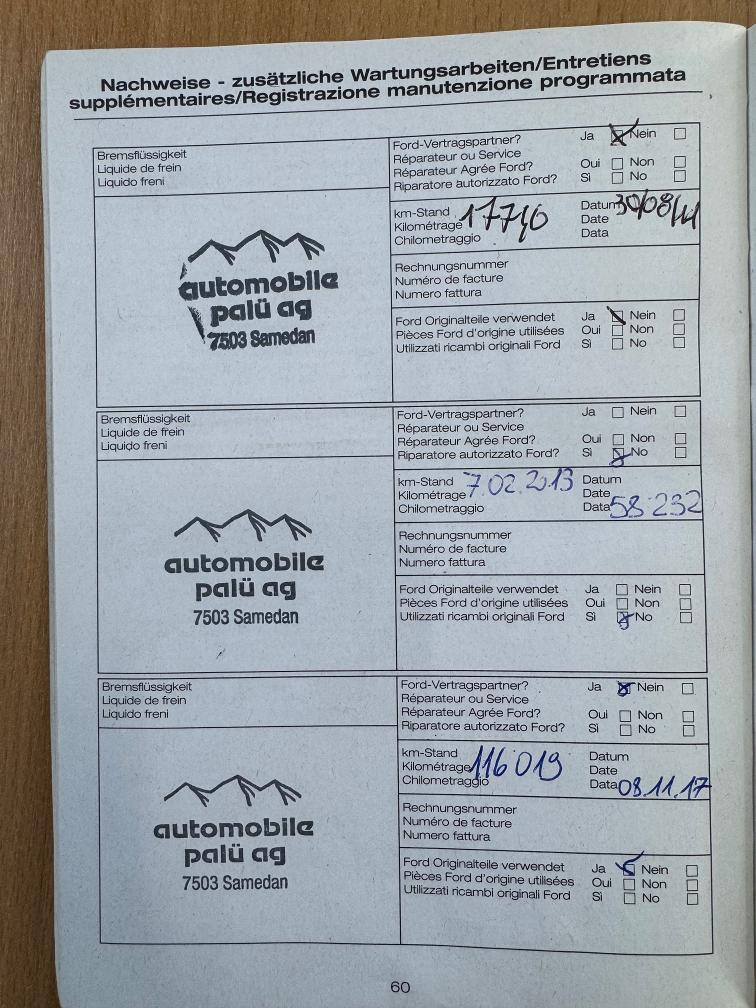 Nachweise - zusätzliche Wartungsarbeiten/Entretiens
supplémentaires/Registrazione manutenzione programmata
Bremsflüssigkeit
Liquide de frein
Liquido freni
Ford-Vertragspartner? Ja Nein
Réparateur ou Service
Réparateur Agrée Ford? Oui Non
Riparatore autorizzato Ford? Sì No
automobile
palü ag
7503 Samedan
km-Stand Datum
Kilométrage Date
Chilometraggio Data
30/08/11
Rechnungsnummer
Numéro de facture
Numero fattura
Ford Originalteile verwendet Ja Nein
Pièces Ford d'origine utilisées Oui Non
Utilizzati ricambi originali Ford Sì No
Bremsflüssigkeit
Liquide de frein
Liquido freni
Ford-Vertragspartner? Ja Nein
Réparateur ou Service
Réparateur Agrée Ford? Oui Non
Riparatore autorizzato Ford? Sì No
automobile
palü ag
7503 Samedan
km-Stand 7.02.2013 Datum
Kilométrage Date
Chilometraggio Data 58.232
Rechnungsnummer
Numéro de facture
Numero fattura
Ford Originalteile verwendet Ja Nein
Pièces Ford d'origine utilisées Oui Non
Utilizzati ricambi originali Ford Sì No
Bremsflüssigkeit
Liquide de frein
Liquido freni
Ford-Vertragspartner? Ja Nein
Réparateur ou Service
Réparateur Agrée Ford? Oui Non
Riparatore autorizzato Ford? Sì No
automobile
palü ag
7503 Samedan
km-Stand Datum
Kilométrage 116 019 Date
Chilometraggio Data 08.11.17
Rechnungsnummer
Numéro de facture
Numero fattura
Ford Originalteile verwendet Ja Nein
Pièces Ford d'origine utilisées Oui Non
Utilizzati ricambi originali Ford Sì No
60